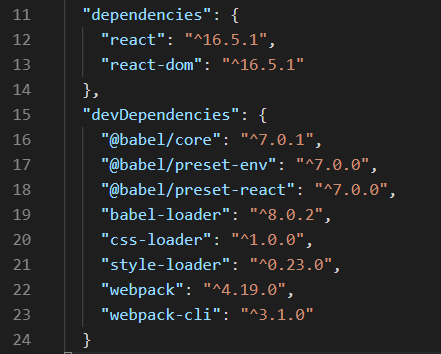 11 "dependencies": {
12 "react": "^16.5.1",
13 "react-dom": "^16.5.1"
14 },
15 "devDependencies": {
16 "@babel/core": "^7.0.1",
17 "@babel/preset-env": "^7.0.0",
18 "@babel/preset-react": "^7.0.0",
19 "babel-loader": "^8.0.2",
20 "css-loader": "^1.0.0",
21 "style-loader": "^0.23.0",
22 "webpack": "^4.19.0",
23 "webpack-cli": "^3.1.0"
24 }